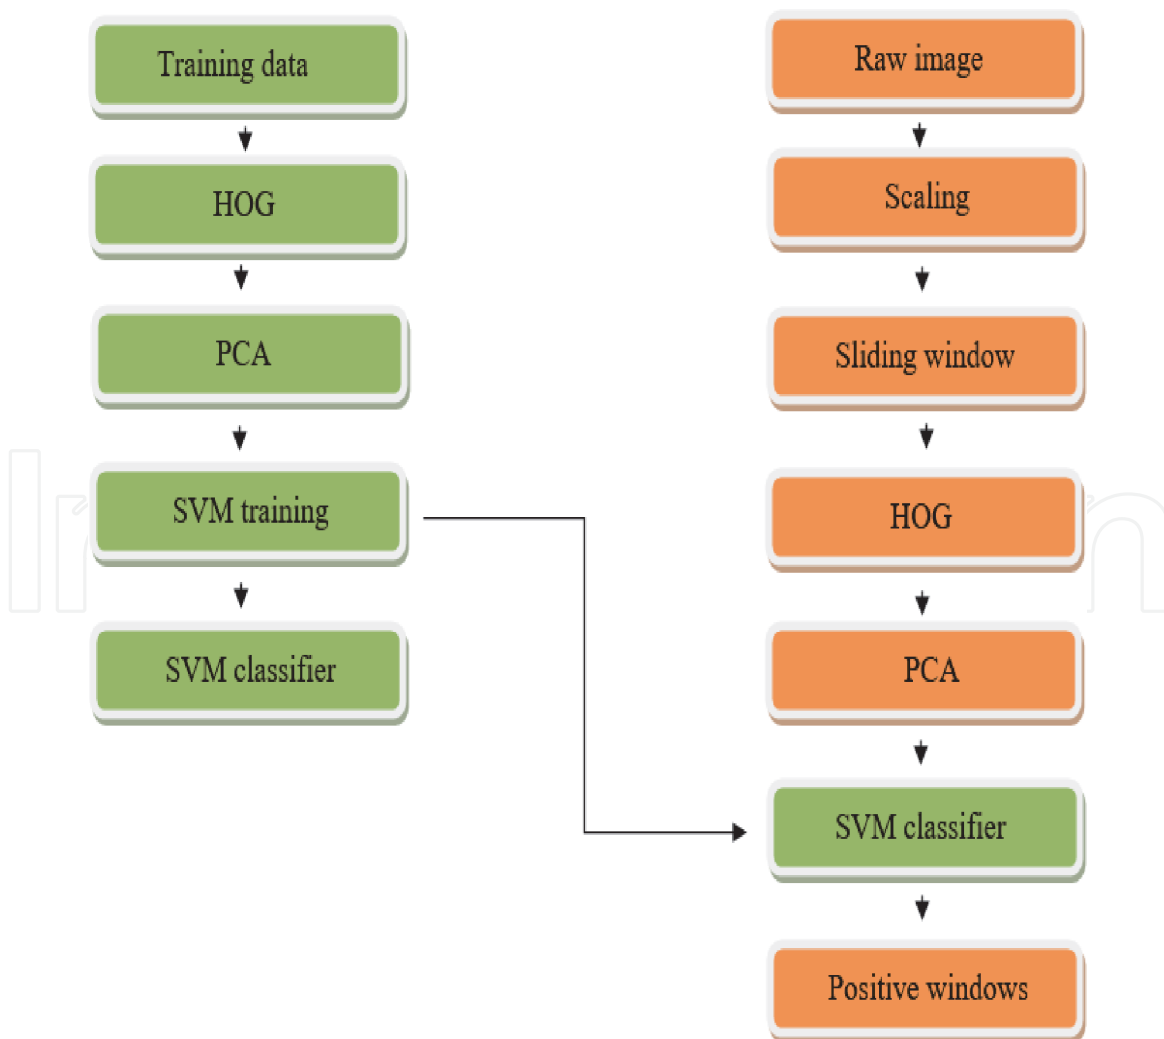 Training data
HOG
PCA
SVM training
SVM classifier
Raw image
Scaling
Sliding window
HOG
PCA
SVM classifier
Positive windows